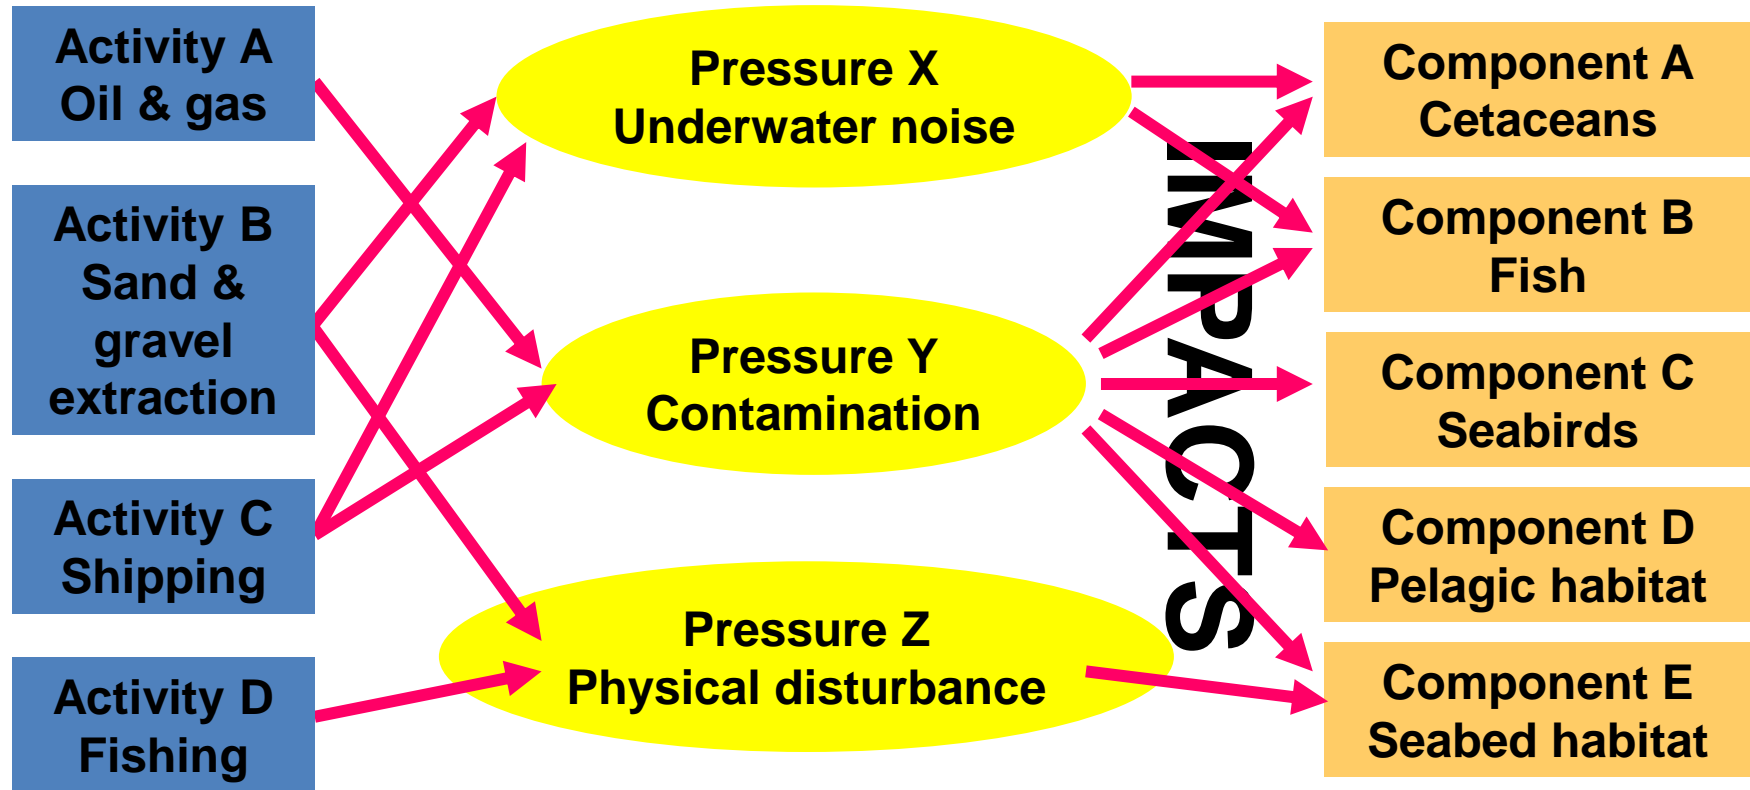 Activity A
Oil & gas
Activity B
Sand &
gravel
extraction
Activity C
Shipping
Activity D
Fishing
Pressure X
Underwater noise
Pressure Y
Contamination
Pressure Z
Physical disturbance
IMPACTS
Component A
Cetaceans
Component B
Fish
Component C
Seabirds
Component D
Pelagic habitat
Component E
Seabed habitat